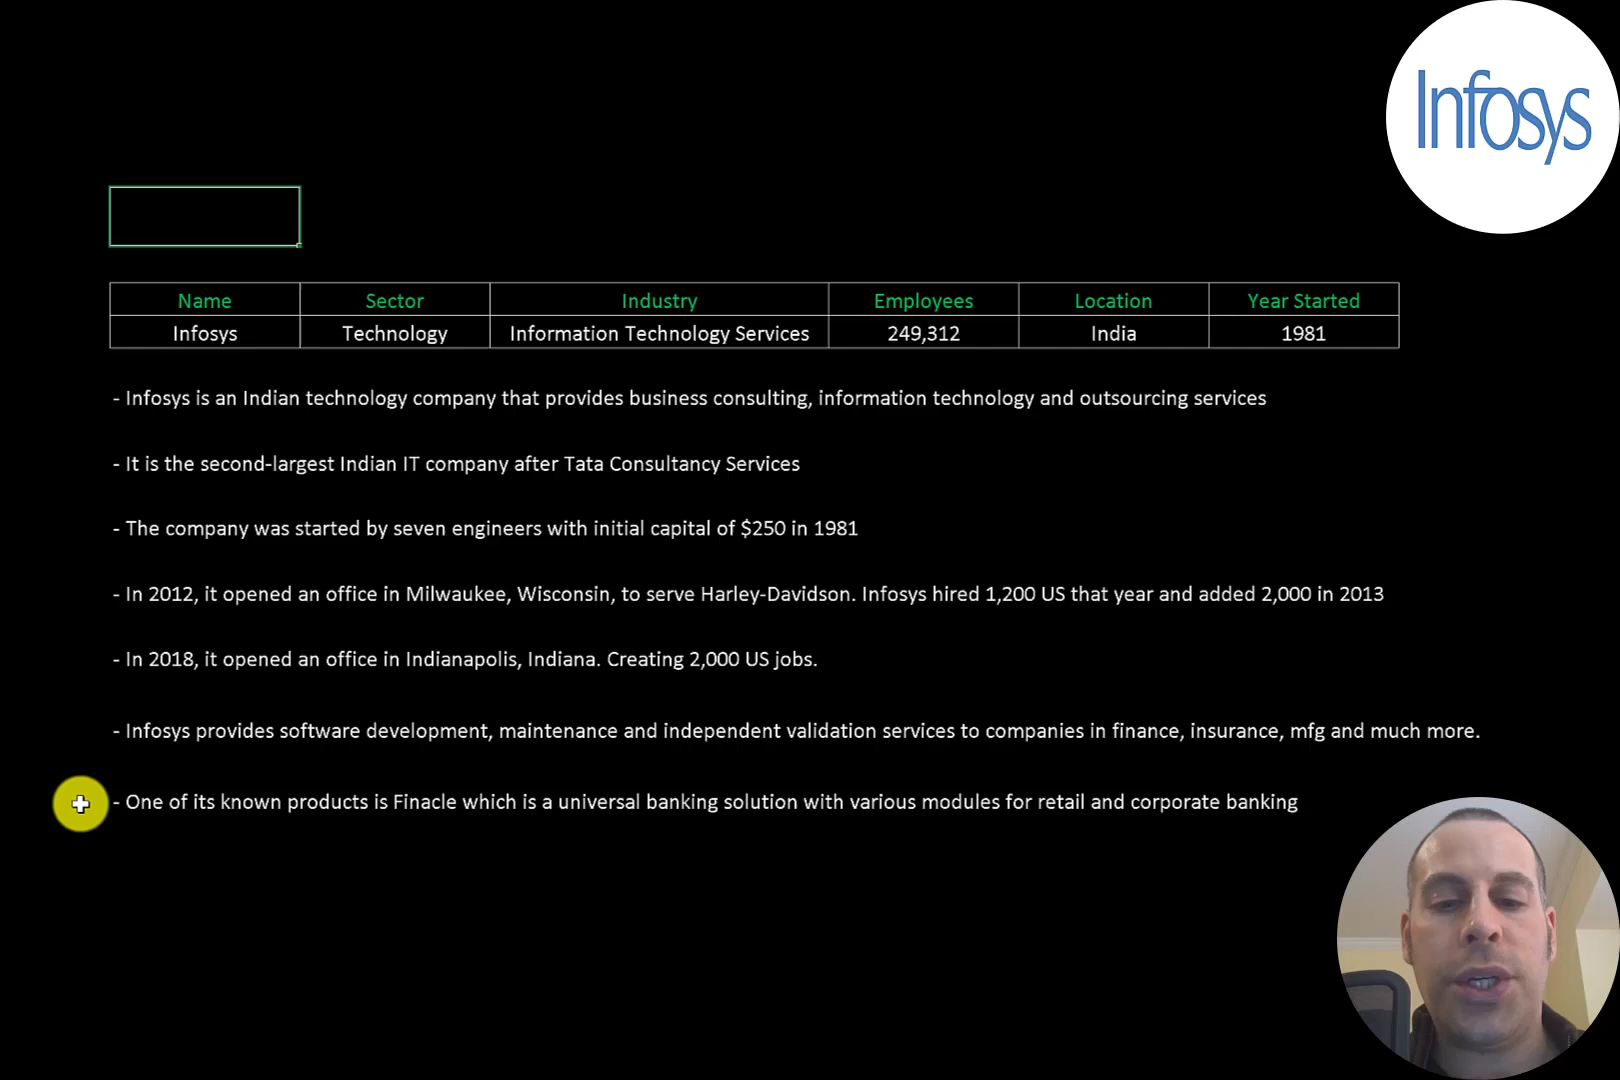 Infosys
Name Sector Industry Employees Location Year Started
Infosys Technology Information Technology Services 249,312 India 1981
- Infosys is an Indian technology company that provides business consulting, information technology and outsourcing services
- It is the second-largest Indian IT company after Tata Consultancy Services
- The company was started by seven engineers with initial capital of $250 in 1981
- In 2012, it opened an office in Milwaukee, Wisconsin, to serve Harley-Davidson. Infosys hired 1,200 US that year and added 2,000 in 2013
- In 2018, it opened an office in Indianapolis, Indiana. Creating 2,000 US jobs.
- Infosys provides software development, maintenance and independent validation services to companies in finance, insurance, mfg and much more.
- One of its known products is Finacle which is a universal banking solution with various modules for retail and corporate banking